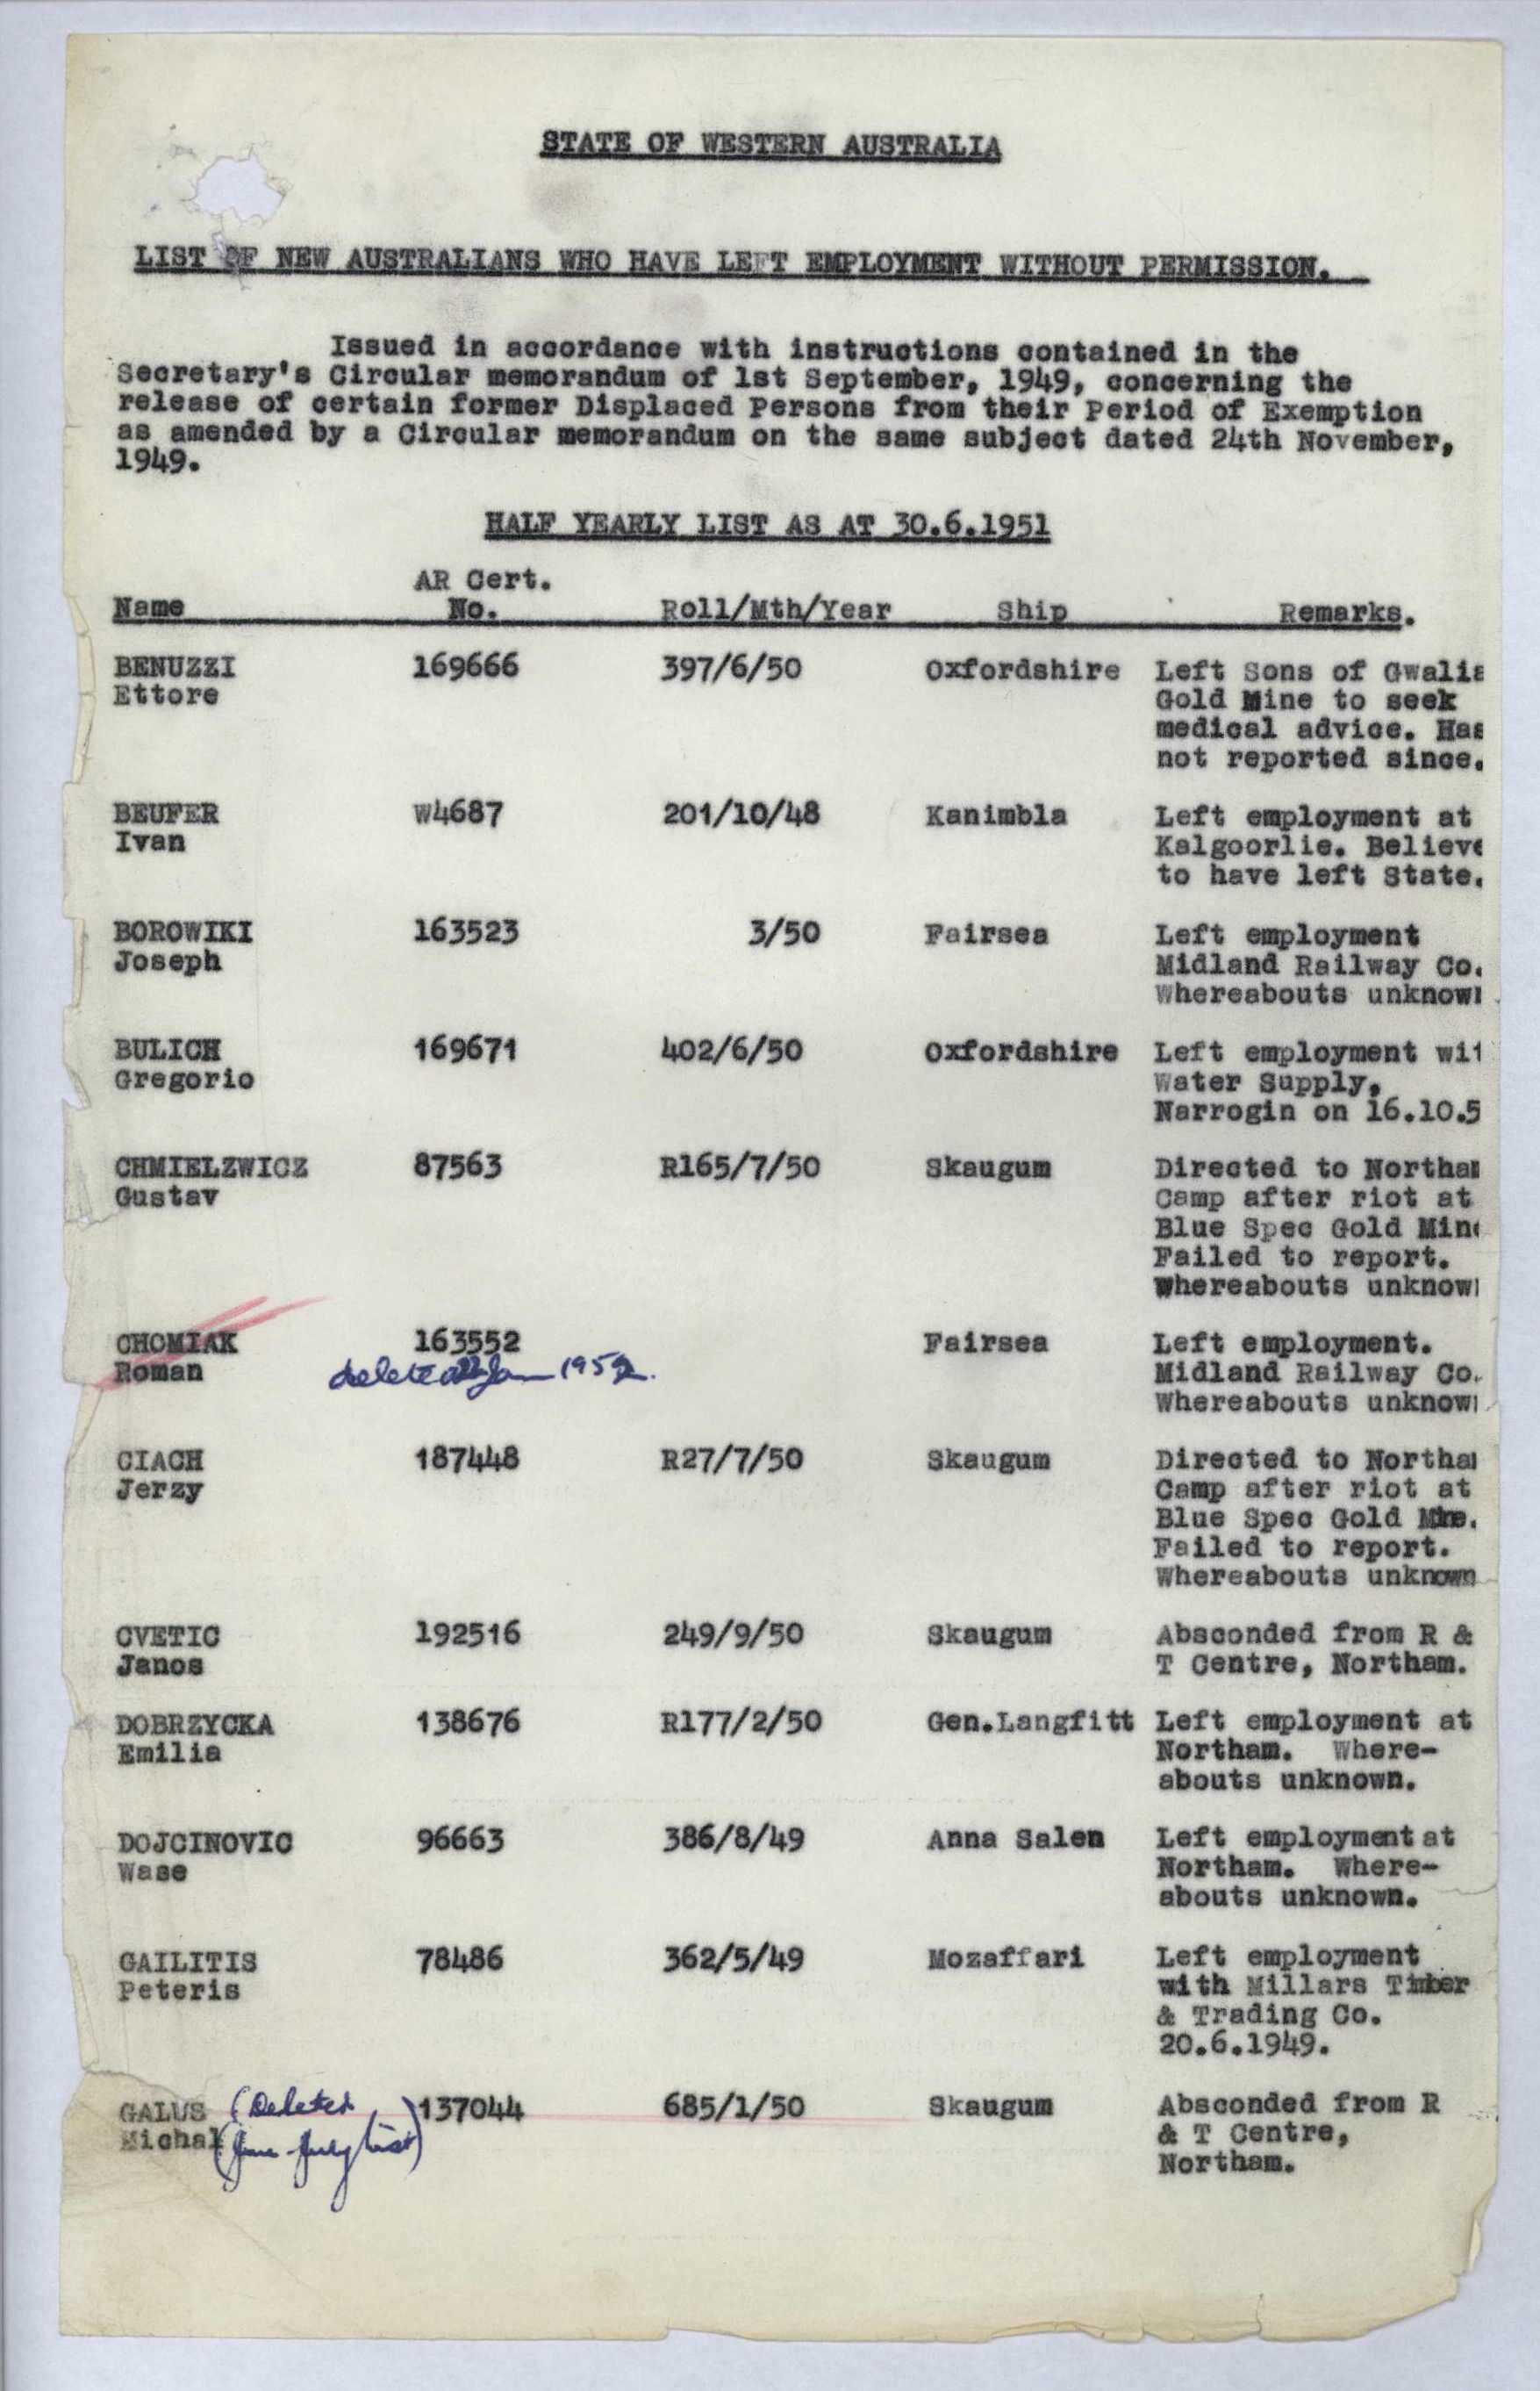 STATE OF WESTERN AUSTRALIA
LIST OF NEW AUSTRALIANS WHO HAVE LEFT EMPLOYMENT WITHOUT PERMISSION.
Issued in accordance with instructions contained in the
Secretary's Circular memorandum of 1st September, 1949, concerning the
release of certain former Displaced Persons from their Period of Exemption
as amended by a Circular memorandum on the same subject dated 24th November,
1949.
HALF YEARLY LIST AS AT 30.6.1951
AR Cert.
Name No. Roll/Mth/Year Ship Remarks.
BENUZZI 169666 397/6/50 Oxfordshire Left Sons of Gwalia
Ettore Gold Mine to seek
medical advice. Has
not reported since.
BEUFER W4687 201/10/48 Kanimbla Left employment at
Ivan Kalgoorlie. Believe
to have left State.
BOROWIKI 163523 3/50 Fairsea Left employment
Joseph Midland Railway Co.
Whereabouts unknown
BULICH 169671 402/6/50 Oxfordshire Left employment wit
Gregorio Water Supply,
Narrogin on 16.10.5
CHMIELZWICZ 87563 R165/7/50 Skaugum Directed to Northam
Gustav Camp after riot at
Blue Spec Gold Mine
Failed to report.
Whereabouts unknown
CHOMIAK 163552 Fairsea Left employment.
Roman deleted 22 Jan 1952. Midland Railway Co.
Whereabouts unknown
CIACH 187448 R27/7/50 Skaugum Directed to Northam
Jerzy Camp after riot at
Blue Spec Gold Mine.
Failed to report.
Whereabouts unknown
CVETIC 192516 249/9/50 Skaugum Absconded from R &
Janos T Centre, Northam.
DOBRZYCKA 138676 R177/2/50 Gen.Langfitt Left employment at
Emilia Northam. Where-
abouts unknown.
DOJCINOVIC 96663 386/8/49 Anna Salen Left employment at
Wase Northam. Where-
abouts unknown.
GAILITIS 78486 362/5/49 Mozaffari Left employment
Peteris with Millars Timber
& Trading Co.
20.6.1949.
GALUS (Deleted) 137044 685/1/50 Skaugum Absconded from R
Michal (June-July list) & T Centre,
Northam.